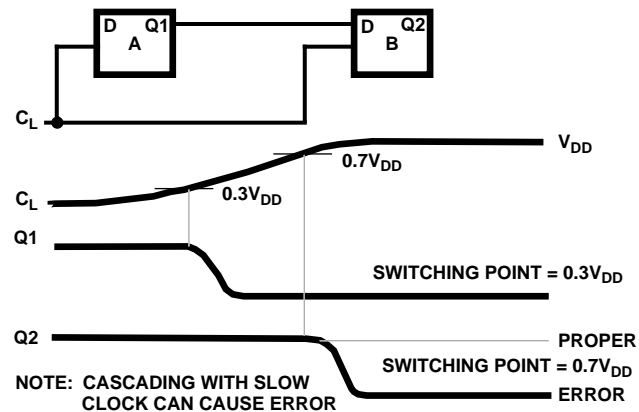 D Q1
A
D Q2
B
CL
VDD
0.7VDD
0.3VDD
CL
Q1
SWITCHING POINT = 0.3VDD
Q2
PROPER
SWITCHING POINT = 0.7VDD
NOTE: CASCADING WITH SLOW
CLOCK CAN CAUSE ERROR
ERROR